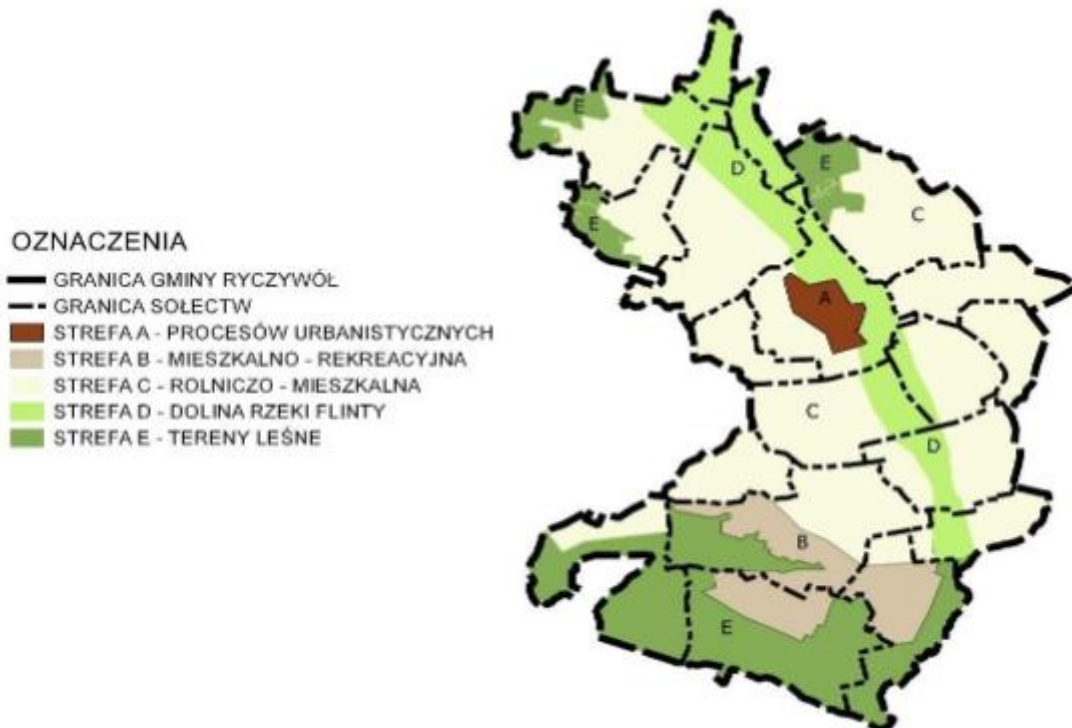 E
E
D
C
E
OZNACZENIA
GRANICA GMINY RYCZYWÓŁ
GRANICA SOŁECTW
A
STREFA A - PROCESÓW URBANISTYCZNYCH
STREFA B - MIESZKALNO - REKREACYJNA
STREFA C - ROLNICZO - MIESZKALNA
C
STREFA D - DOLINA RZEKI FLINTY
STREFA E - TERENY LEŚNE
D
B
E